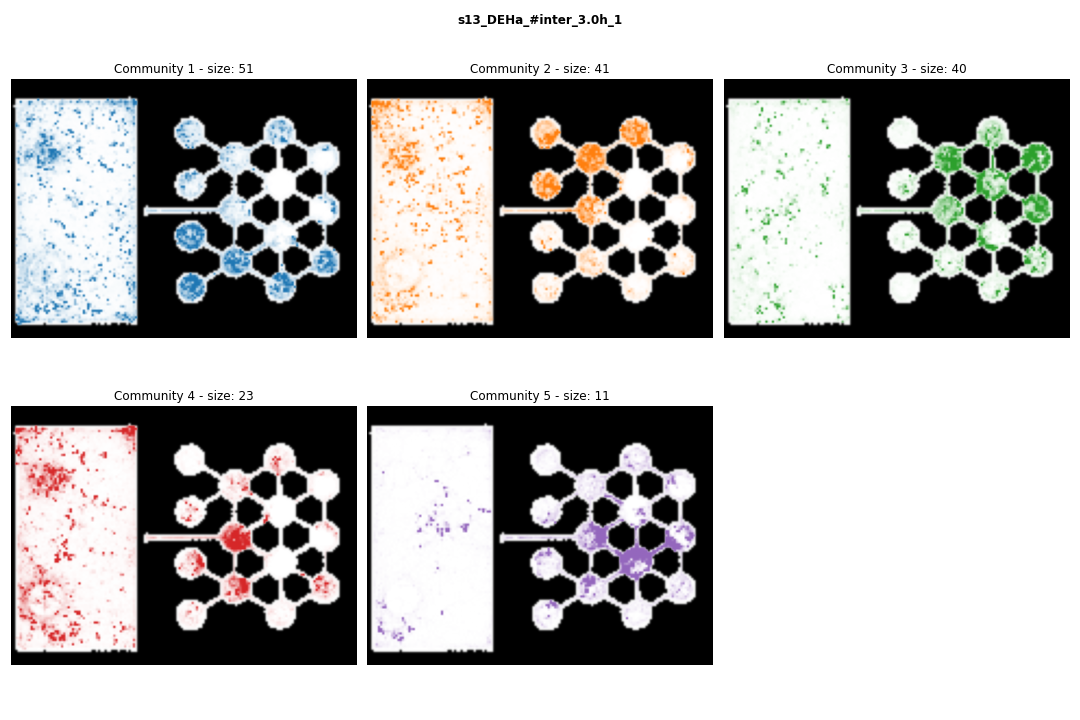 s13_DEHa_#inter_3.0h_1
Community 1 - size: 51
Community 2 - size: 41
Community 3 - size: 40
Community 4 - size: 23
Community 5 - size: 11